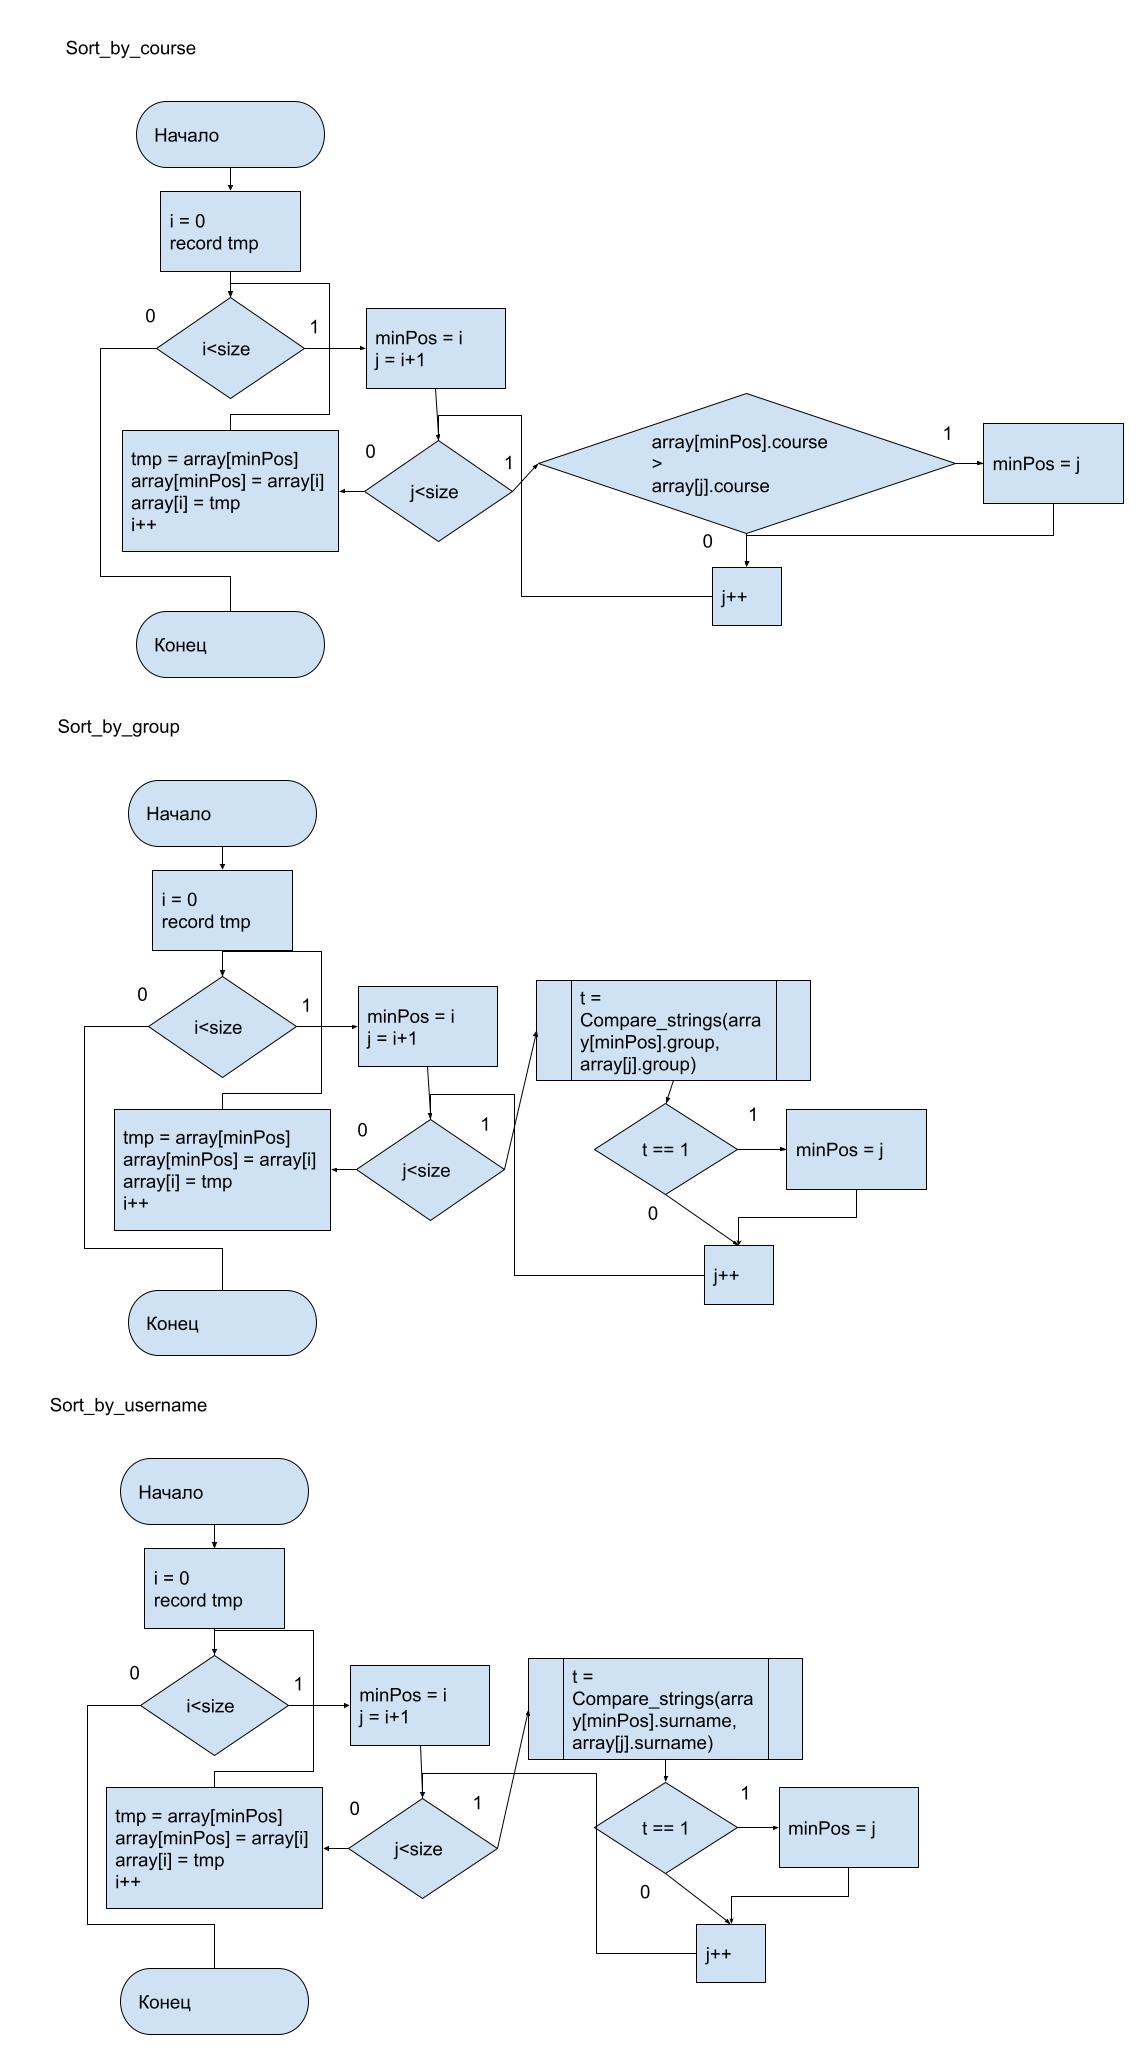 Sort_by_course
Начало
i = 0
record tmp
0
i<size
1
minPos = i
j = i+1
tmp = array[minPos]
array[minPos] = array[i]
array[i] = tmp
i++
0
j<size
1
array[minPos].course
>
array[j].course
1
minPos = j
0
j++
Конец
Sort_by_group
Начало
i = 0
record tmp
0
i<size
1
minPos = i
j = i+1
t =
Compare_strings(arra
y[minPos].group,
array[j].group)
tmp = array[minPos]
array[minPos] = array[i]
array[i] = tmp
i++
0
j<size
1
t == 1
1
minPos = j
0
j++
Конец
Sort_by_username
Начало
i = 0
record tmp
0
i<size
1
minPos = i
j = i+1
t =
Compare_strings(arra
y[minPos].surname,
array[j].surname)
tmp = array[minPos]
array[minPos] = array[i]
array[i] = tmp
i++
0
j<size
1
t == 1
1
minPos = j
0
j++
Конец